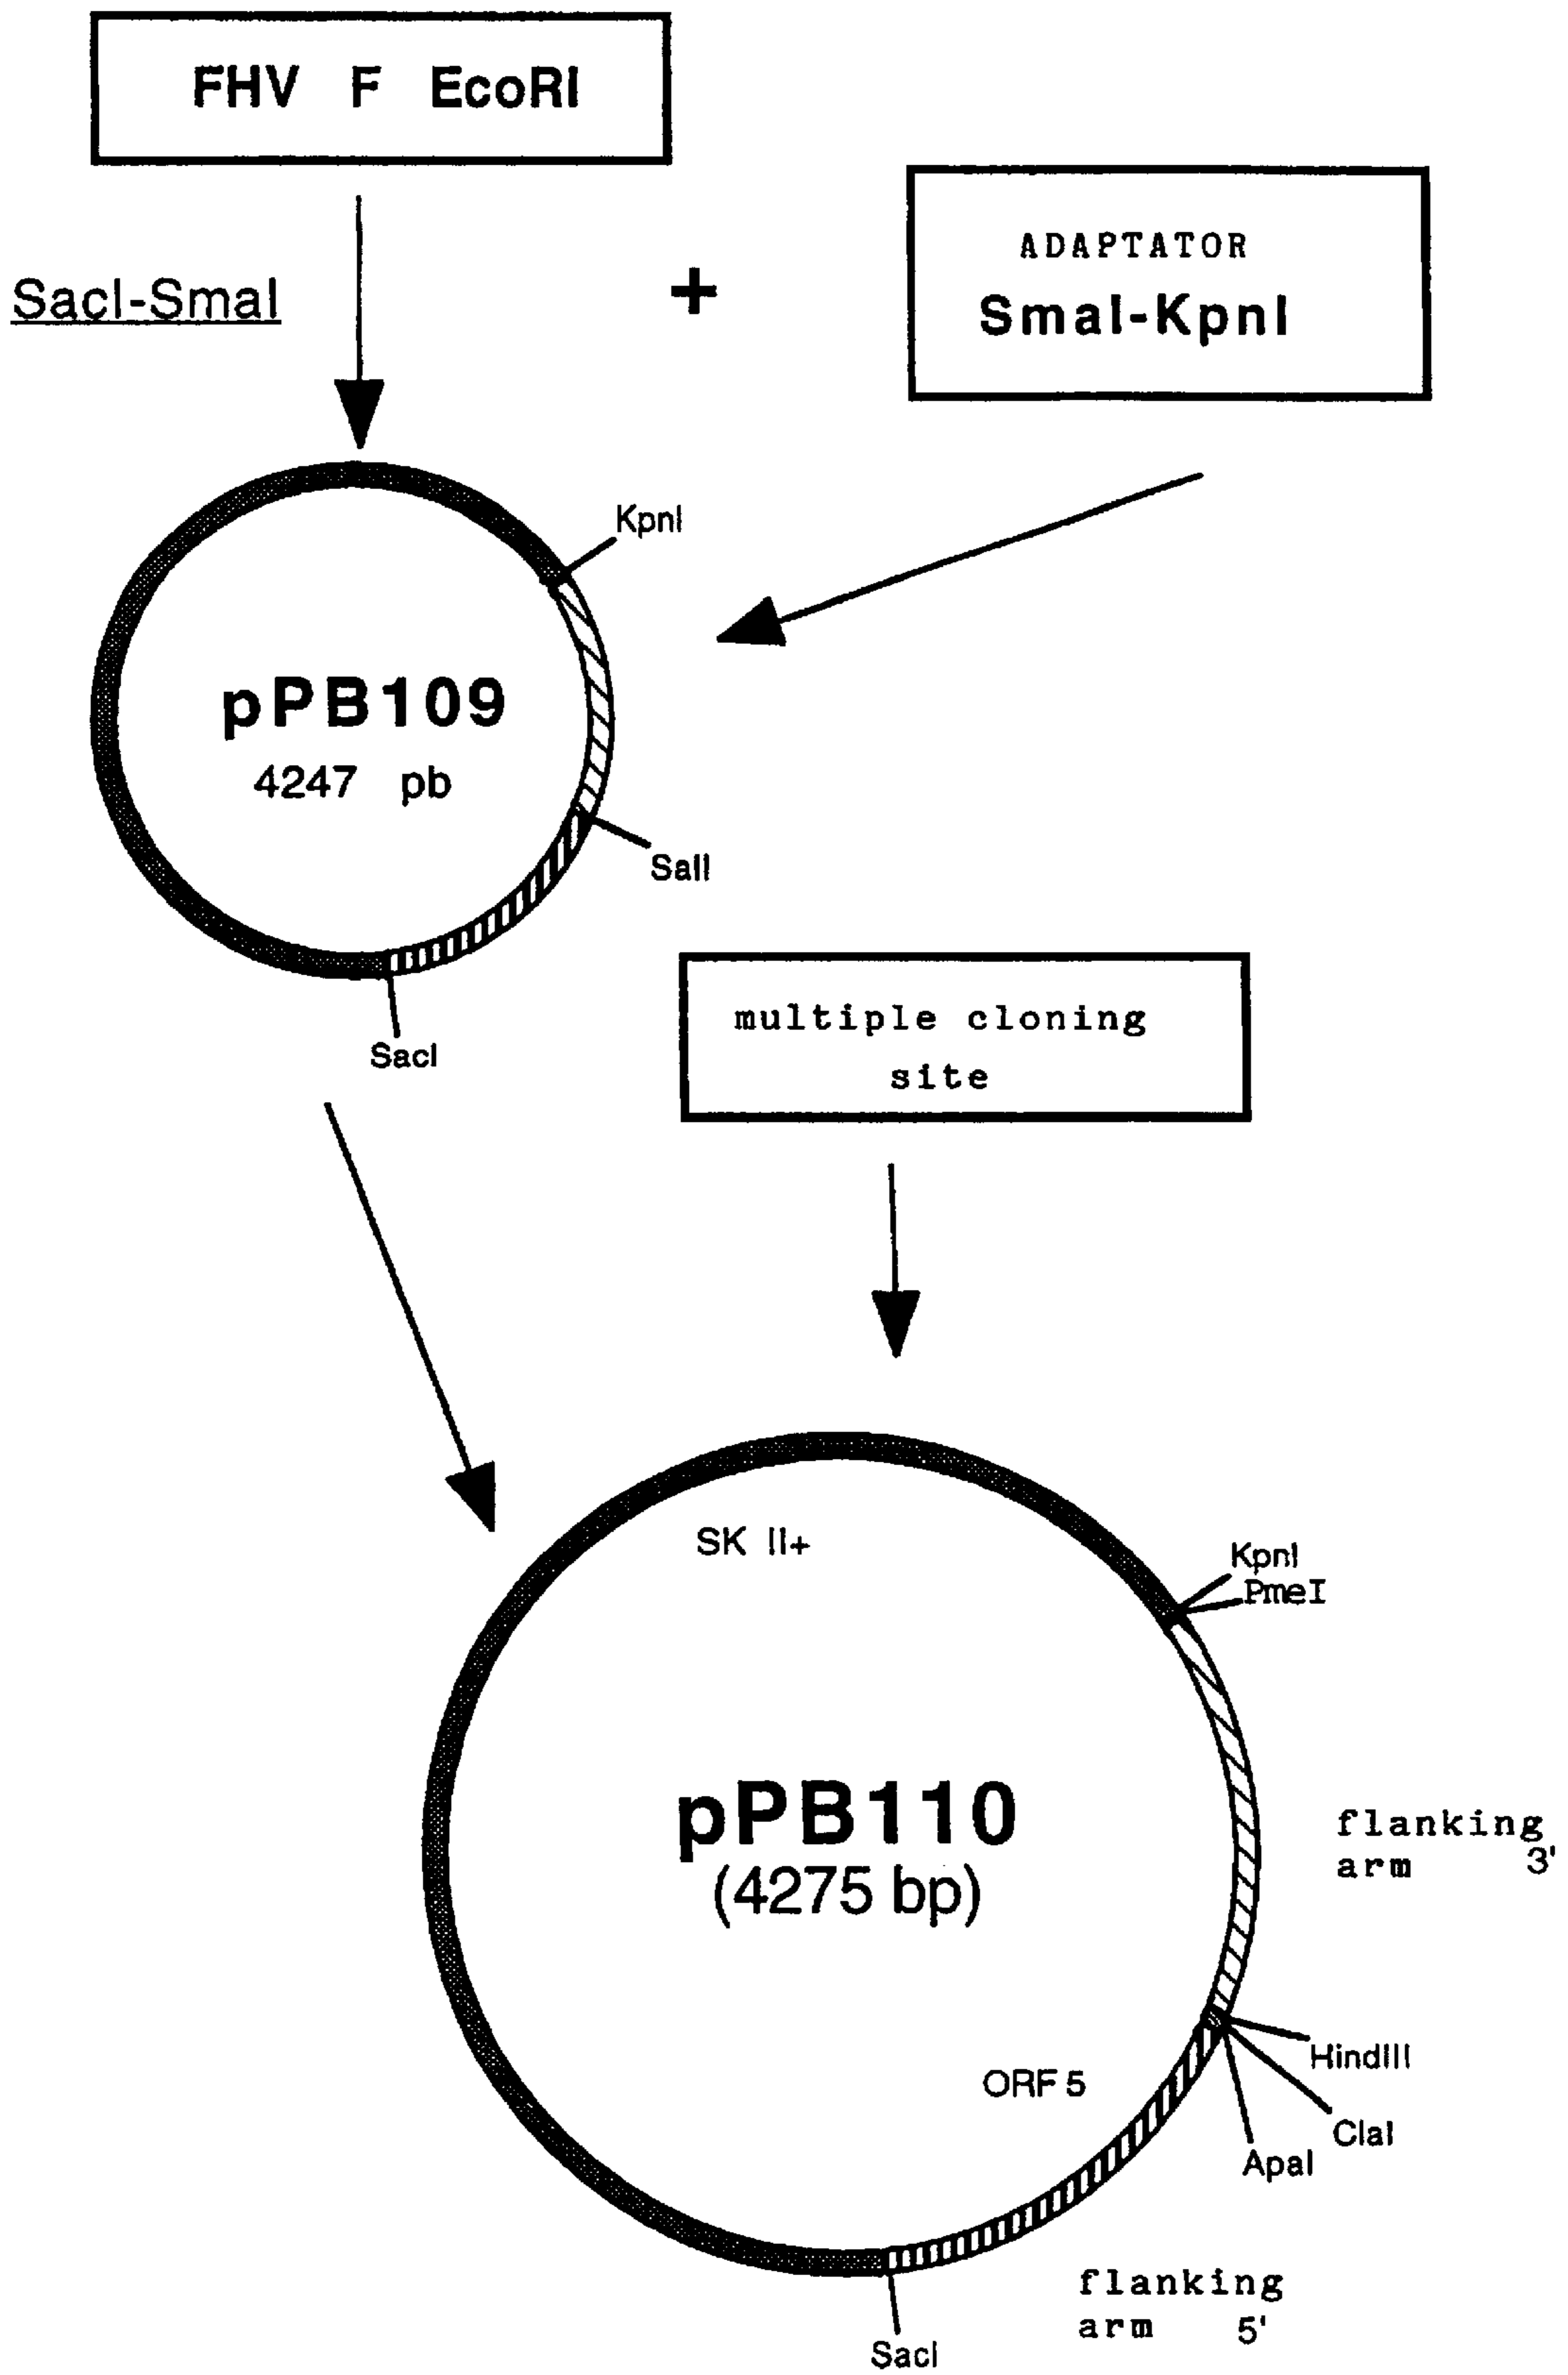 FHV F EcoRI
ADAPTATOR
SmaI-KpnI
SacI-SmaI
+
KpnI
pPB109
4247 pb
SalI
SacI
multiple cloning
site
SK II+
KpnI
PmeI
pPB110
(4275 bp)
flanking
arm 3'
HindIII
ORF 5
ClaI
ApaI
flanking
arm 5'
SacI